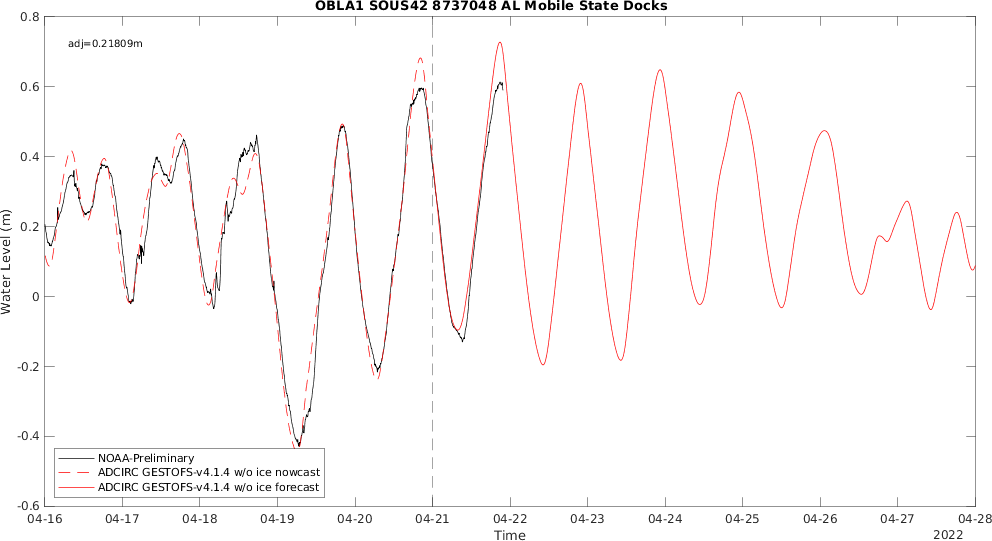 OBLA1 SOUS42 8737048 AL Mobile State Docks
adj=0.21809m
0.8
0.6
0.4
0.2
0
-0.2
-0.4
-0.6
Water Level (m)
NOAA-Preliminary
ADCIRC GESTOFS-v4.1.4 w/o ice nowcast
ADCIRC GESTOFS-v4.1.4 w/o ice forecast
04-16 04-17 04-18 04-19 04-20 04-21 04-22 04-23 04-24 04-25 04-26 04-27 04-28
Time
2022